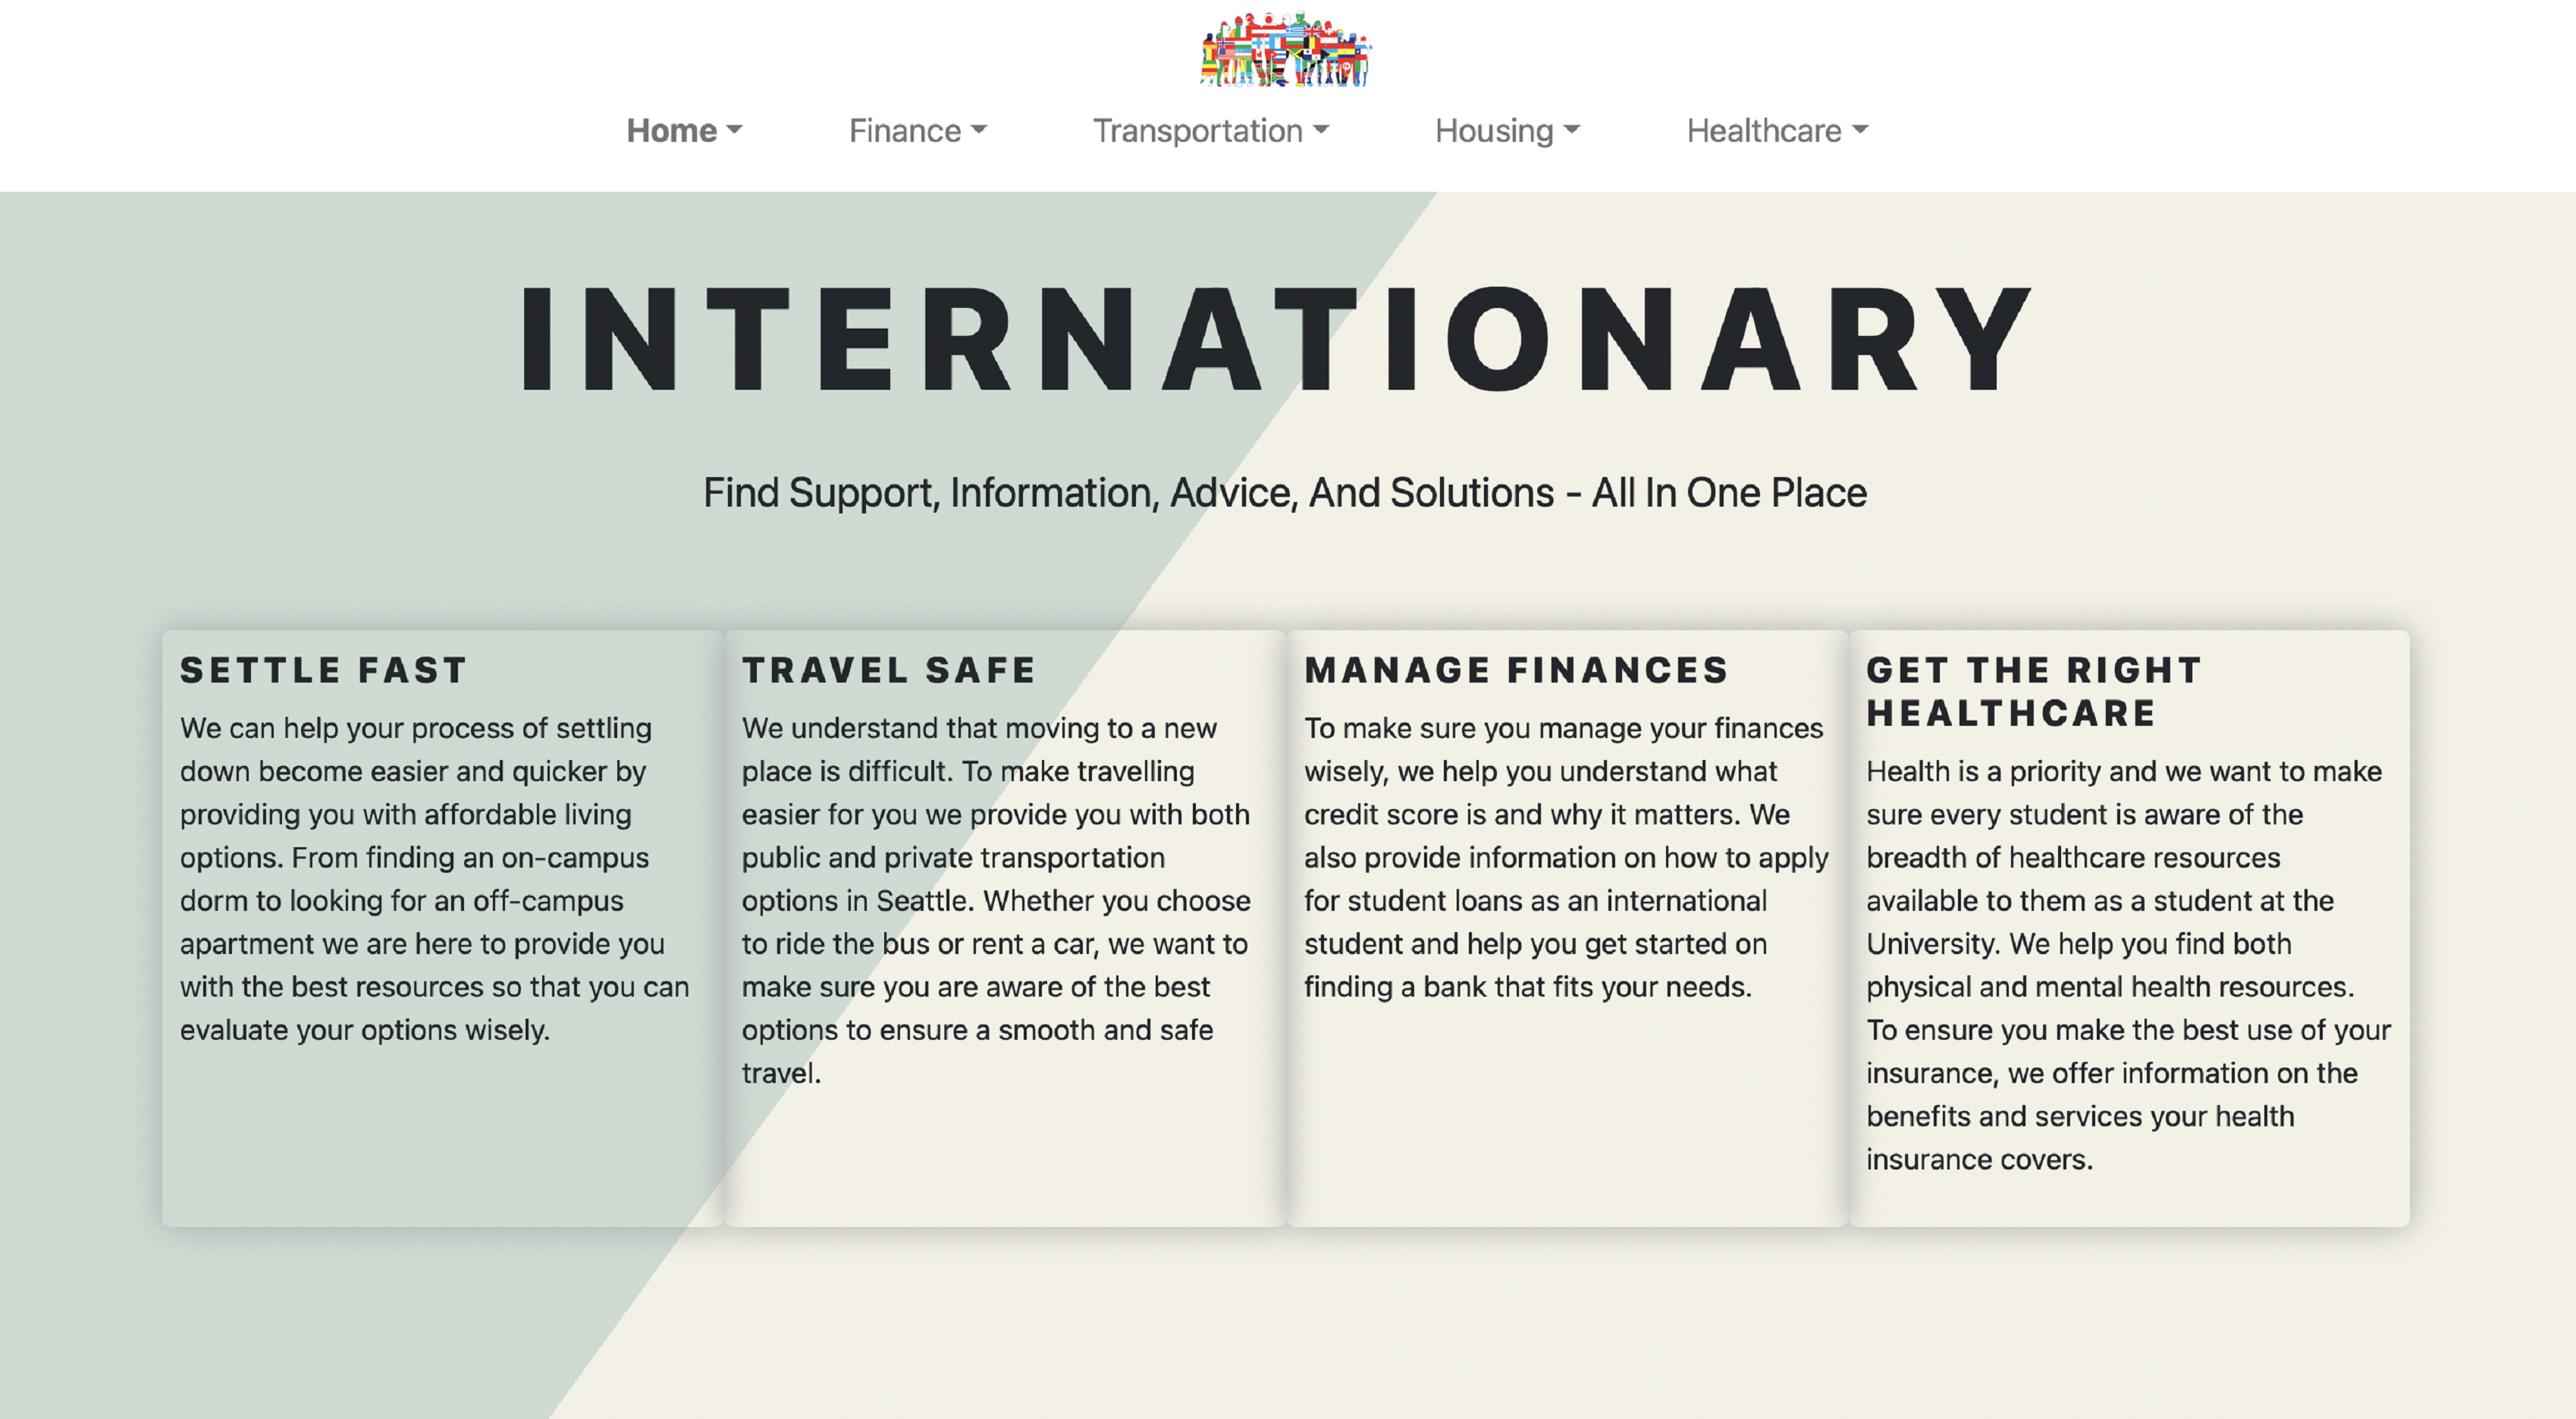 Home
Finance
Transportation
Housing
Healthcare
INTERNATIONARY
Find Support, Information, Advice, And Solutions - All In One Place
SETTLE FAST
We can help your process of settling
down become easier and quicker by
providing you with affordable living
options. From finding an on-campus
dorm to looking for an off-campus
apartment we are here to provide you
with the best resources so that you can
evaluate your options wisely.
TRAVEL SAFE
We understand that moving to a new
place is difficult. To make travelling
easier for you we provide you with both
public and private transportation
options in Seattle. Whether you choose
to ride the bus or rent a car, we want to
make sure you are aware of the best
options to ensure a smooth and safe
travel.
MANAGE FINANCES
To make sure you manage your finances
wisely, we help you understand what
credit score is and why it matters. We
also provide information on how to apply
for student loans as an international
student and help you get started on
finding a bank that fits your needs.
GET THE RIGHT
HEALTHCARE
Health is a priority and we want to make
sure every student is aware of the
breadth of healthcare resources
available to them as a student at the
University. We help you find both
physical and mental health resources.
To ensure you make the best use of your
insurance, we offer information on the
benefits and services your health
insurance covers.